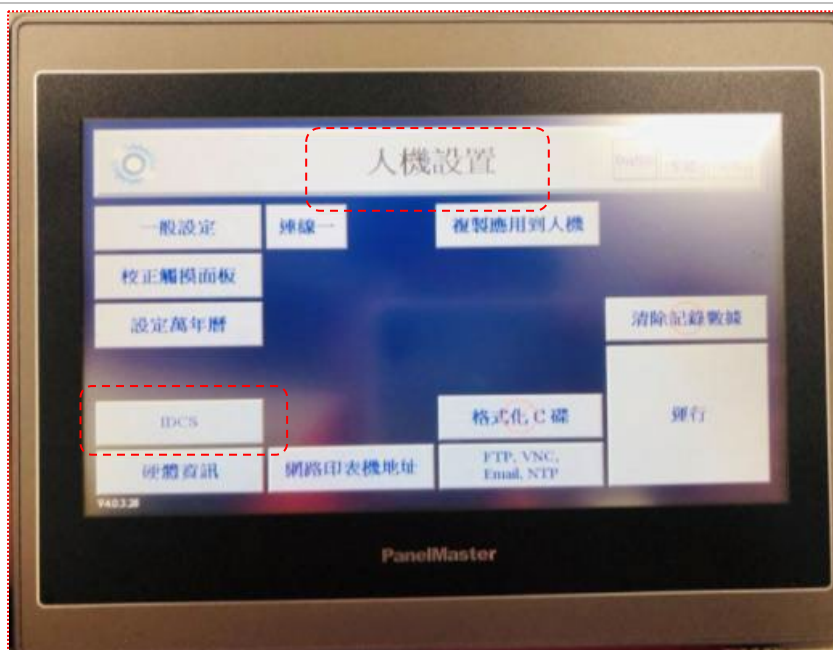 人機設置
English
一般設定
連線一
複製應用到人機
校正觸摸面板
設定萬年曆
清除記錄數據
IDCS
格式化 C 碟
運行
硬體資訊
網路印表機地址
FTP, VNC,
Email, NTP
PanelMaster